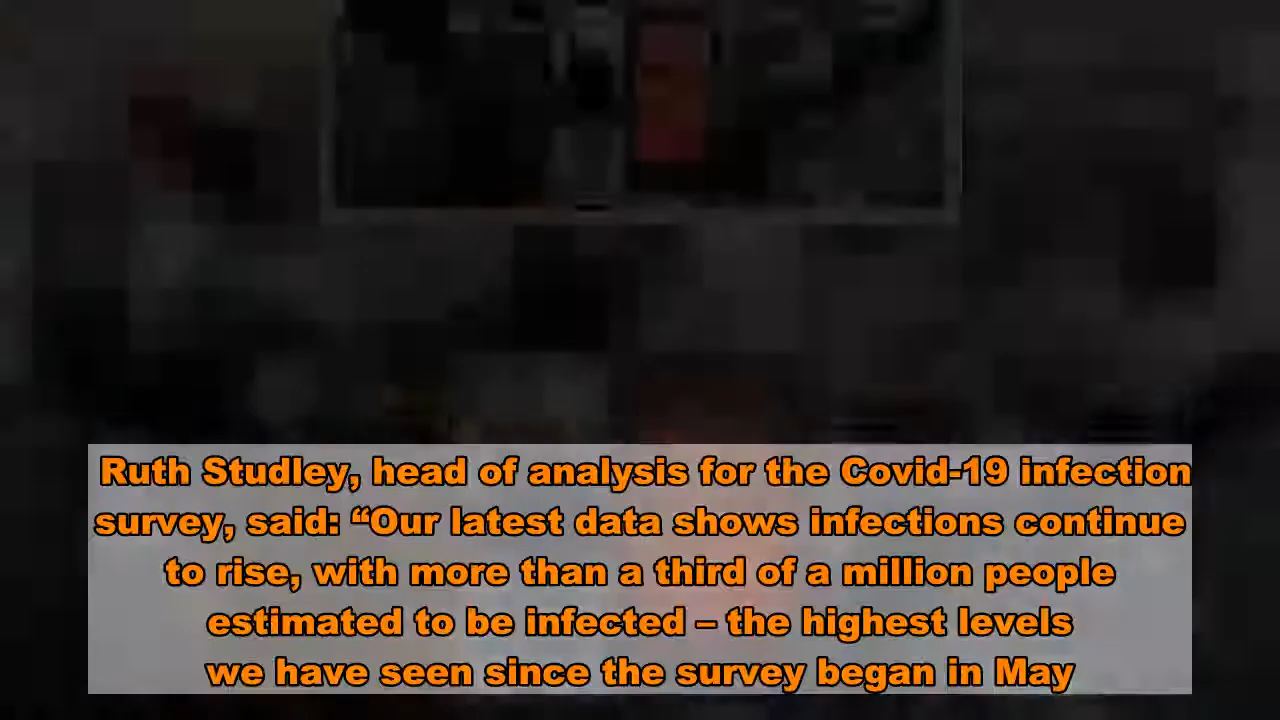 Ruth Studley, head of analysis for the Covid-19 infection
survey, said: “Our latest data shows infections continue
to rise, with more than a third of a million people
estimated to be infected – the highest levels
we have seen since the survey began in May